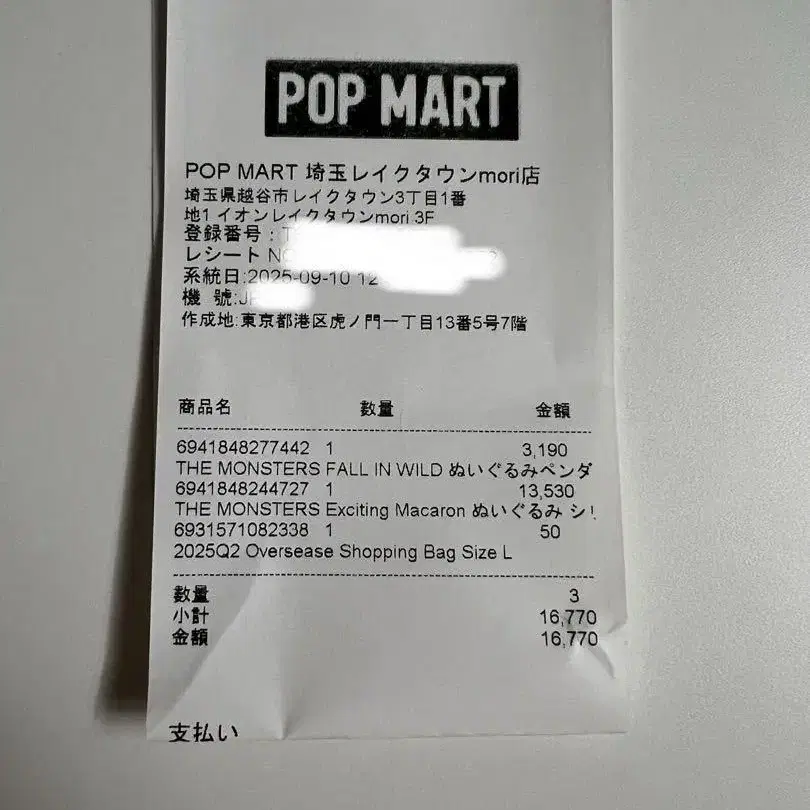 POP MART
POP MART 埼玉レイクタウンmori店
埼玉県越谷市レイクタウン3丁目1番
地1 イオンレイクタウンmori 3F
登録番号:T
レシート NO
系統日:2025-09-10 12
機 號:JP
作成地:東京都港区虎ノ門一丁目13番5号7階
商品名 数量 金額
6941848277442 1 3,190
THE MONSTERS FALL IN WILD ぬいぐるみペンダ
6941848244727 1 13,530
THE MONSTERS Exciting Macaron ぬいぐるみ シ
6931571082338 1 50
2025Q2 Oversease Shopping Bag Size L
数量 3
小計 16,770
金額 16,770
支払い